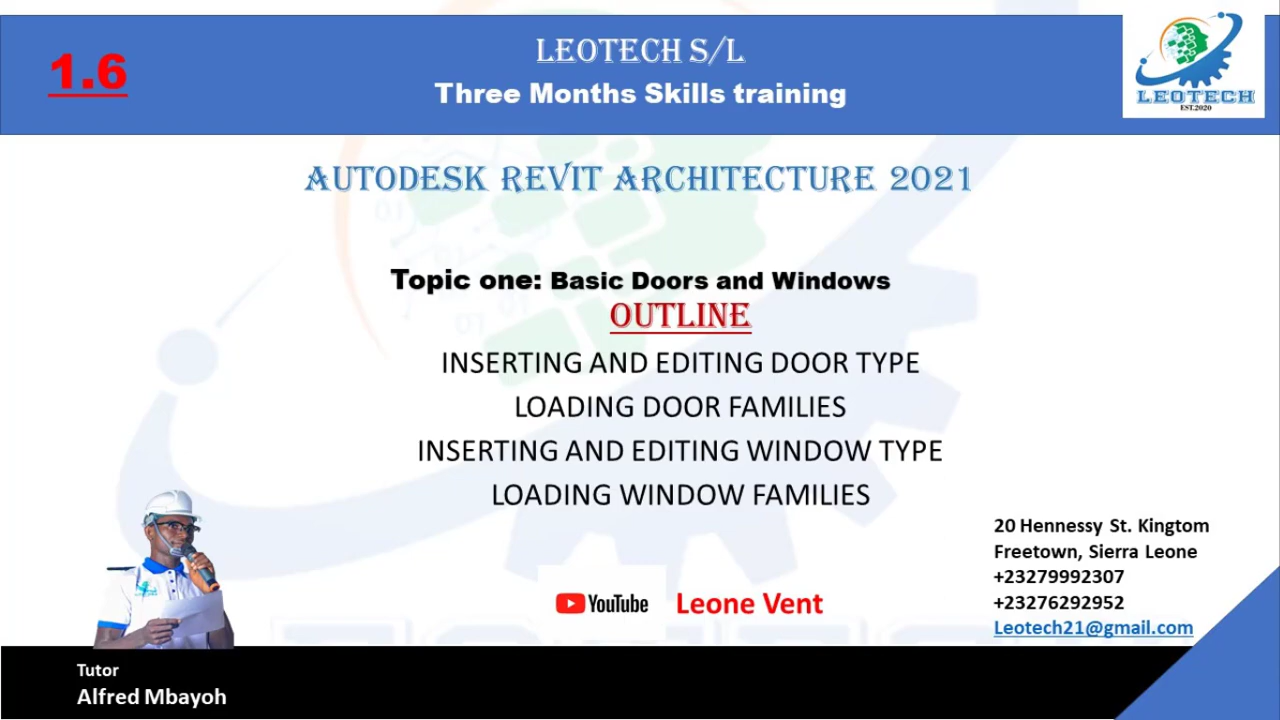 1.6
LEOTECH S/L
Three Months Skills training
LEOTECH
EST.2020
AUTODESK REVIT ARCHITECTURE 2021
Topic one: Basic Doors and Windows
OUTLINE
INSERTING AND EDITING DOOR TYPE
LOADING DOOR FAMILIES
INSERTING AND EDITING WINDOW TYPE
LOADING WINDOW FAMILIES
20 Hennessy St. Kingtom
Freetown, Sierra Leone
+23279992307
+23276292952
Leotech21@gmail.com
YouTube Leone Vent
Tutor
Alfred Mbayoh